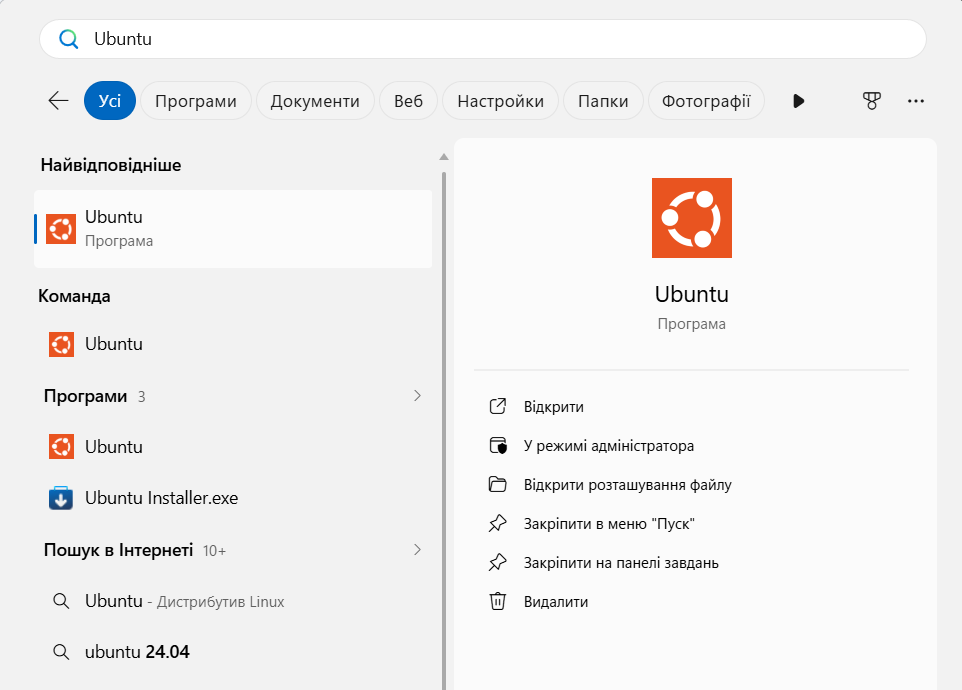 Ubuntu
Усі Програми Документи Веб Настройки Папки Фотографії
Найвідповідніше
Ubuntu
Програма
Команда
Ubuntu
Програми 3
Ubuntu
Ubuntu Installer.exe
Пошук в Інтернеті 10+
Ubuntu - Дистрибутив Linux
ubuntu 24.04
Ubuntu
Програма
Відкрити
У режимі адміністратора
Відкрити розташування файлу
Закріпити в меню "Пуск"
Закріпити на панелі завдань
Видалити